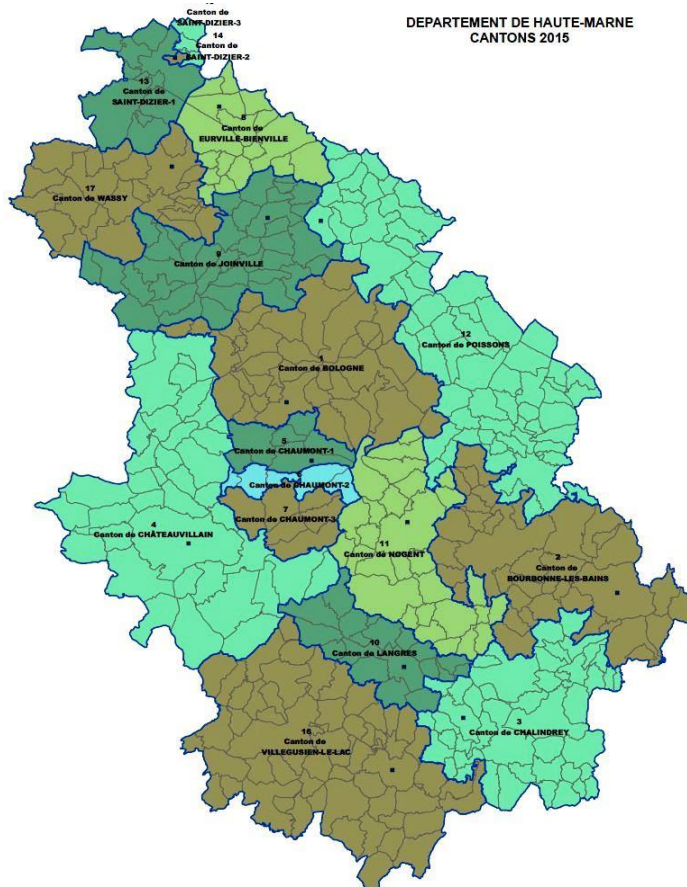 DEPARTEMENT DE HAUTE-MARNE
CANTONS 2015
Canton de
SAINT-DIZIER-3
14
Canton de
SAINT-DIZIER-2
13
Canton de
SAINT-DIZIER-1
8
Canton de
EURVILLE-BIENVILLE
17
Canton de WASSY
9
Canton de JOINVILLE
12
Canton de POISSONS
1
Canton de BOLOGNE
5
Canton de CHAUMONT-1
6
Canton de CHAUMONT-2
7
Canton de CHAUMONT-3
4
Canton de CHÂTEAUVILLAIN
11
Canton de NOGENT
2
Canton de
BOURBONNE-LES-BAINS
10
Canton de LANGRES
3
Canton de CHALINDREY
16
Canton de
VILLEGUSIEN-LE-LAC